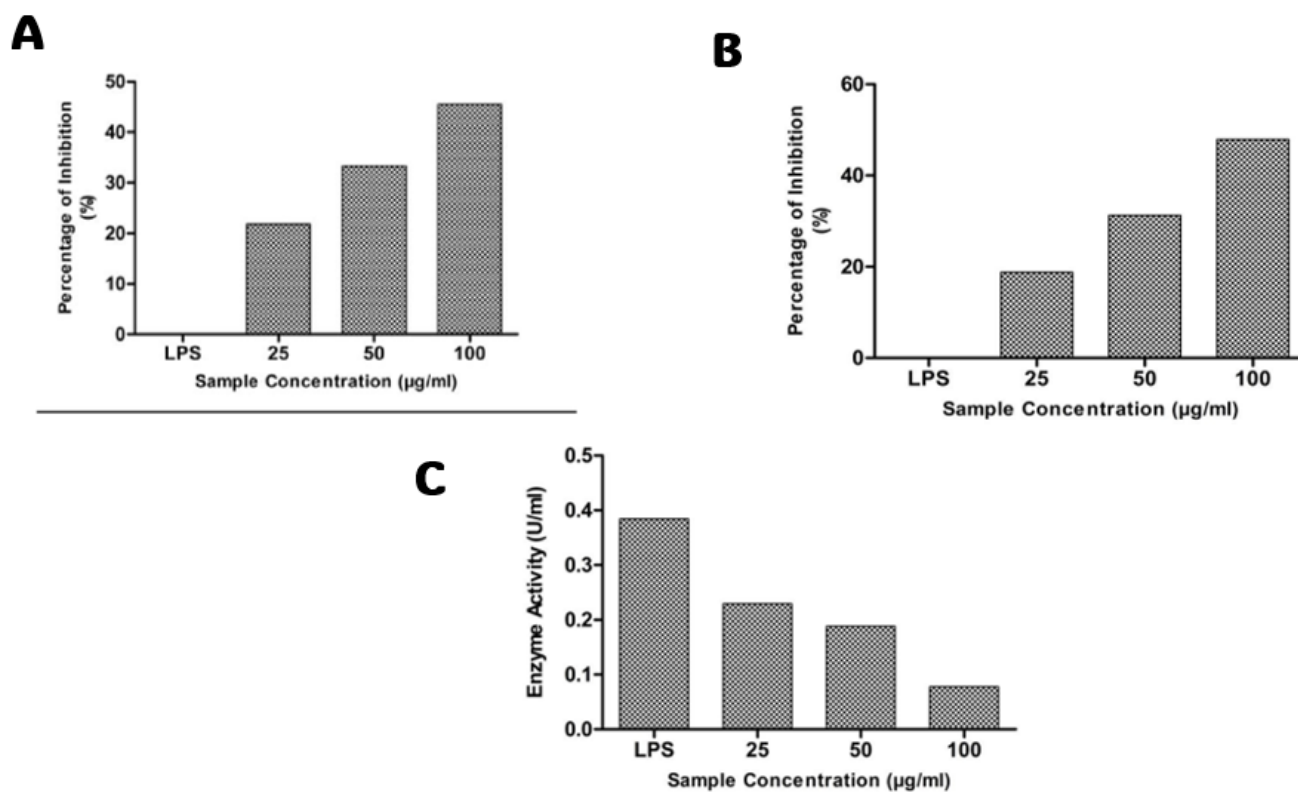 A
50
40
30
20
10
0
Percentage of Inhibition
(%)
LPS 25 50 100
Sample Concentration (µg/ml)
B
60
40
20
0
Percentage of Inhibition
(%)
LPS 25 50 100
Sample Concentration (µg/ml)
C
0.5
0.4
0.3
0.2
0.1
0.0
Enzyme Activity (U/ml)
LPS 25 50 100
Sample Concentration (µg/ml)